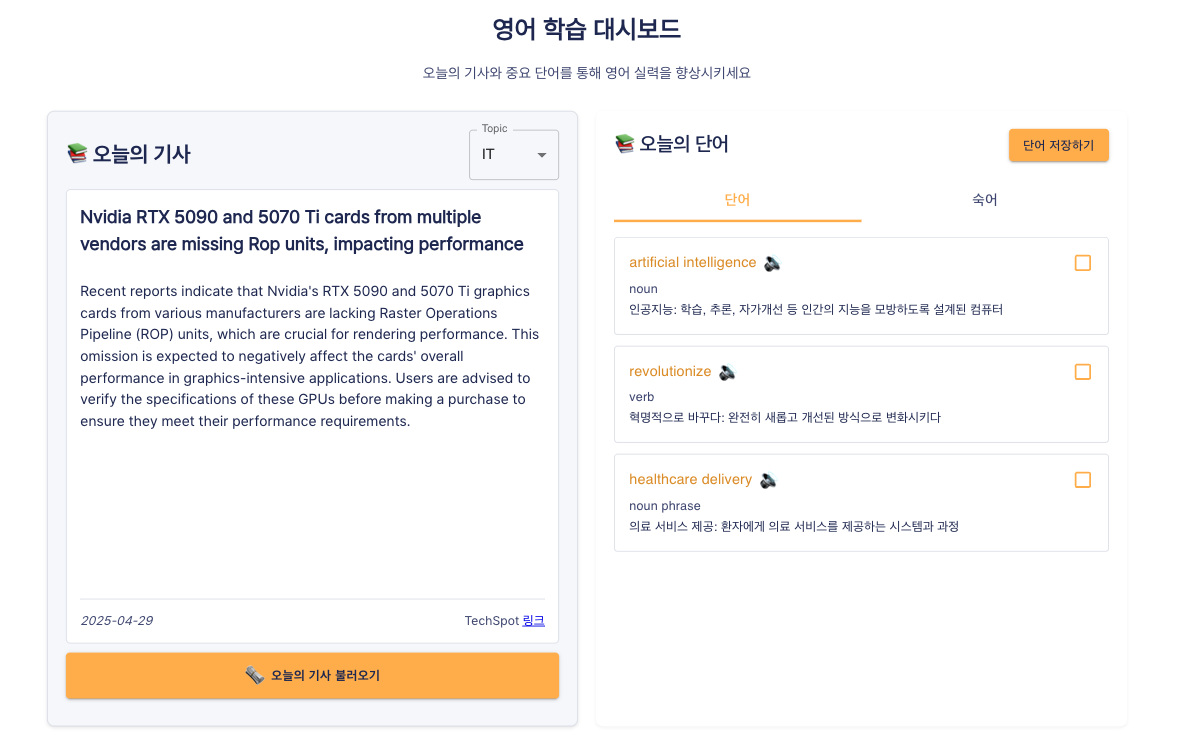 영어 학습 대시보드
오늘의 기사와 중요 단어를 통해 영어 실력을 향상시키세요
오늘의 기사
Topic
IT
Nvidia RTX 5090 and 5070 Ti cards from multiple
vendors are missing Rop units, impacting performance
Recent reports indicate that Nvidia's RTX 5090 and 5070 Ti graphics
cards from various manufacturers are lacking Raster Operations
Pipeline (ROP) units, which are crucial for rendering performance. This
omission is expected to negatively affect the cards' overall
performance in graphics-intensive applications. Users are advised to
verify the specifications of these GPUs before making a purchase to
ensure they meet their performance requirements.
2025-04-29
TechSpot 링크
오늘의 기사 불러오기
오늘의 단어
단어 저장하기
단어
숙어
artificial intelligence
noun
인공지능: 학습, 추론, 자가개선 등 인간의 지능을 모방하도록 설계된 컴퓨터
revolutionize
verb
혁명적으로 바꾸다: 완전히 새롭고 개선된 방식으로 변화시키다
healthcare delivery
noun phrase
의료 서비스 제공: 환자에게 의료 서비스를 제공하는 시스템과 과정